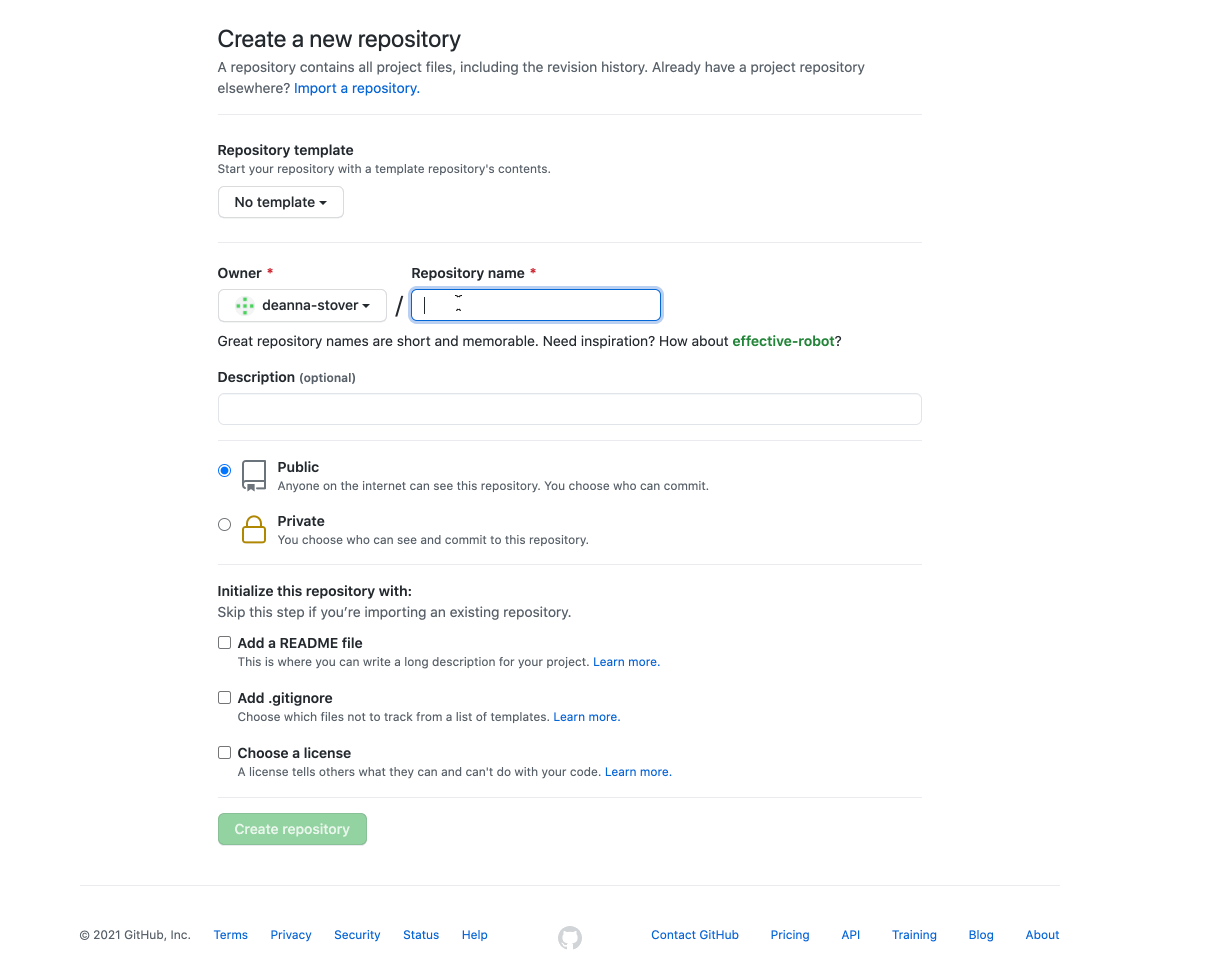 Create a new repository
A repository contains all project files, including the revision history. Already have a project repository
elsewhere? Import a repository.
Repository template
Start your repository with a template repository's contents.
No template
Owner * Repository name *
deanna-stover /
Great repository names are short and memorable. Need inspiration? How about effective-robot?
Description (optional)
Public
Anyone on the internet can see this repository. You choose who can commit.
Private
You choose who can see and commit to this repository.
Initialize this repository with:
Skip this step if you’re importing an existing repository.
Add a README file
This is where you can write a long description for your project. Learn more.
Add .gitignore
Choose which files not to track from a list of templates. Learn more.
Choose a license
A license tells others what they can and can't do with your code. Learn more.
Create repository
© 2021 GitHub, Inc. Terms Privacy Security Status Help Contact GitHub Pricing API Training Blog About